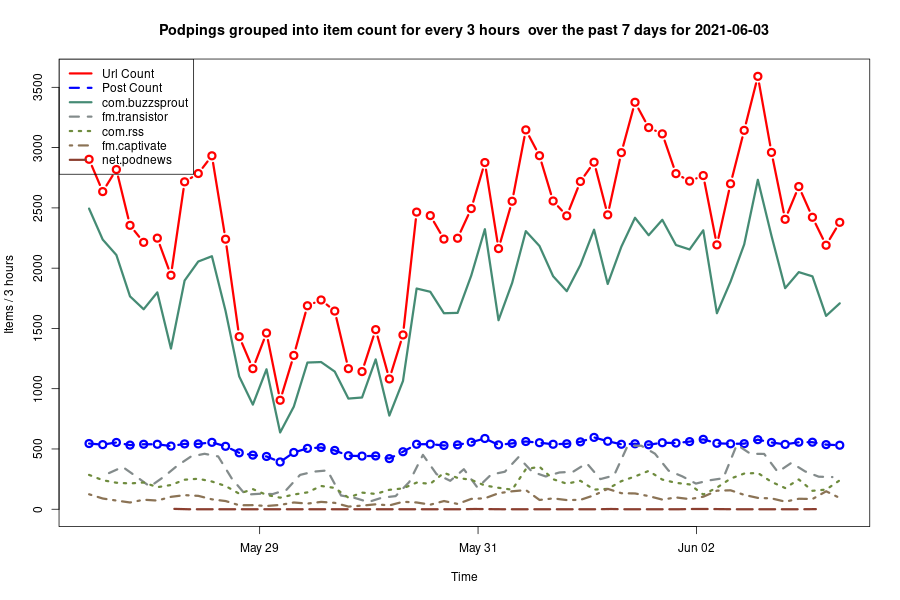 Podpings grouped into item count for every 3 hours  over the past 7 days for 2021-06-03
Url Count
Post Count
com.buzzsprout
fm.transistor
com.rss
fm.captivate
net.podnews
Items / 3 hours
3500
3000
2500
2000
1500
1000
500
0
May 29
May 31
Jun 02
Time